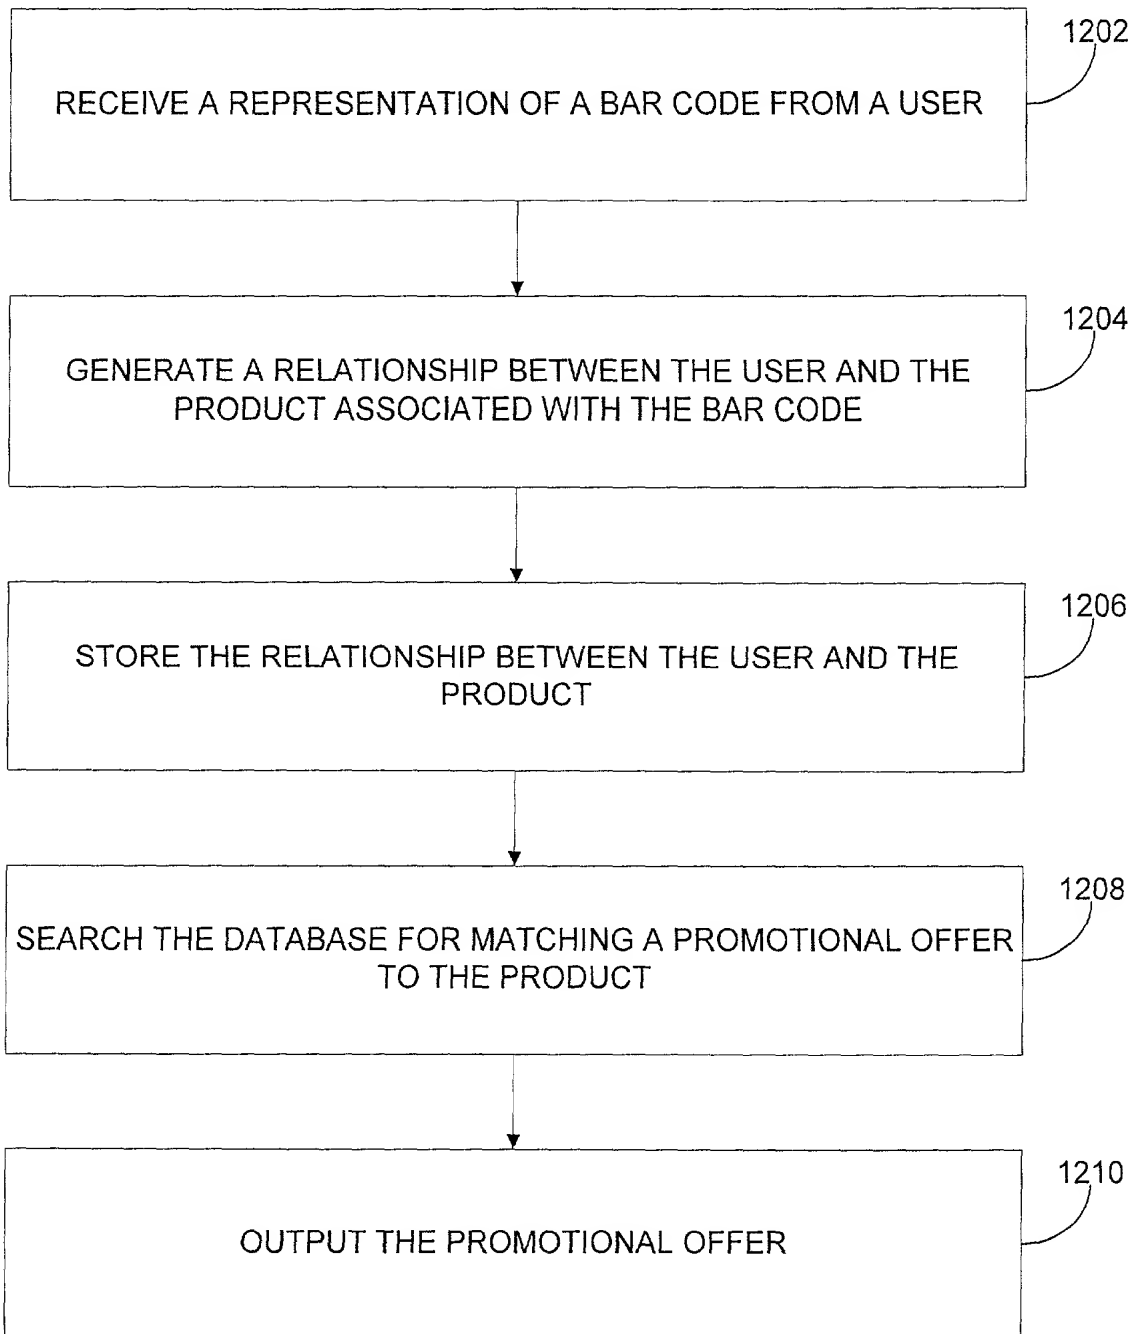 1202
RECEIVE A REPRESENTATION OF A BAR CODE FROM A USER
1204
GENERATE A RELATIONSHIP BETWEEN THE USER AND THE
PRODUCT ASSOCIATED WITH THE BAR CODE
1206
STORE THE RELATIONSHIP BETWEEN THE USER AND THE
PRODUCT
1208
SEARCH THE DATABASE FOR MATCHING A PROMOTIONAL OFFER
TO THE PRODUCT
1210
OUTPUT THE PROMOTIONAL OFFER